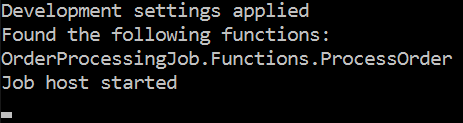 Development settings applied
Found the following functions:
OrderProcessingJob.Functions.ProcessOrder
Job host started